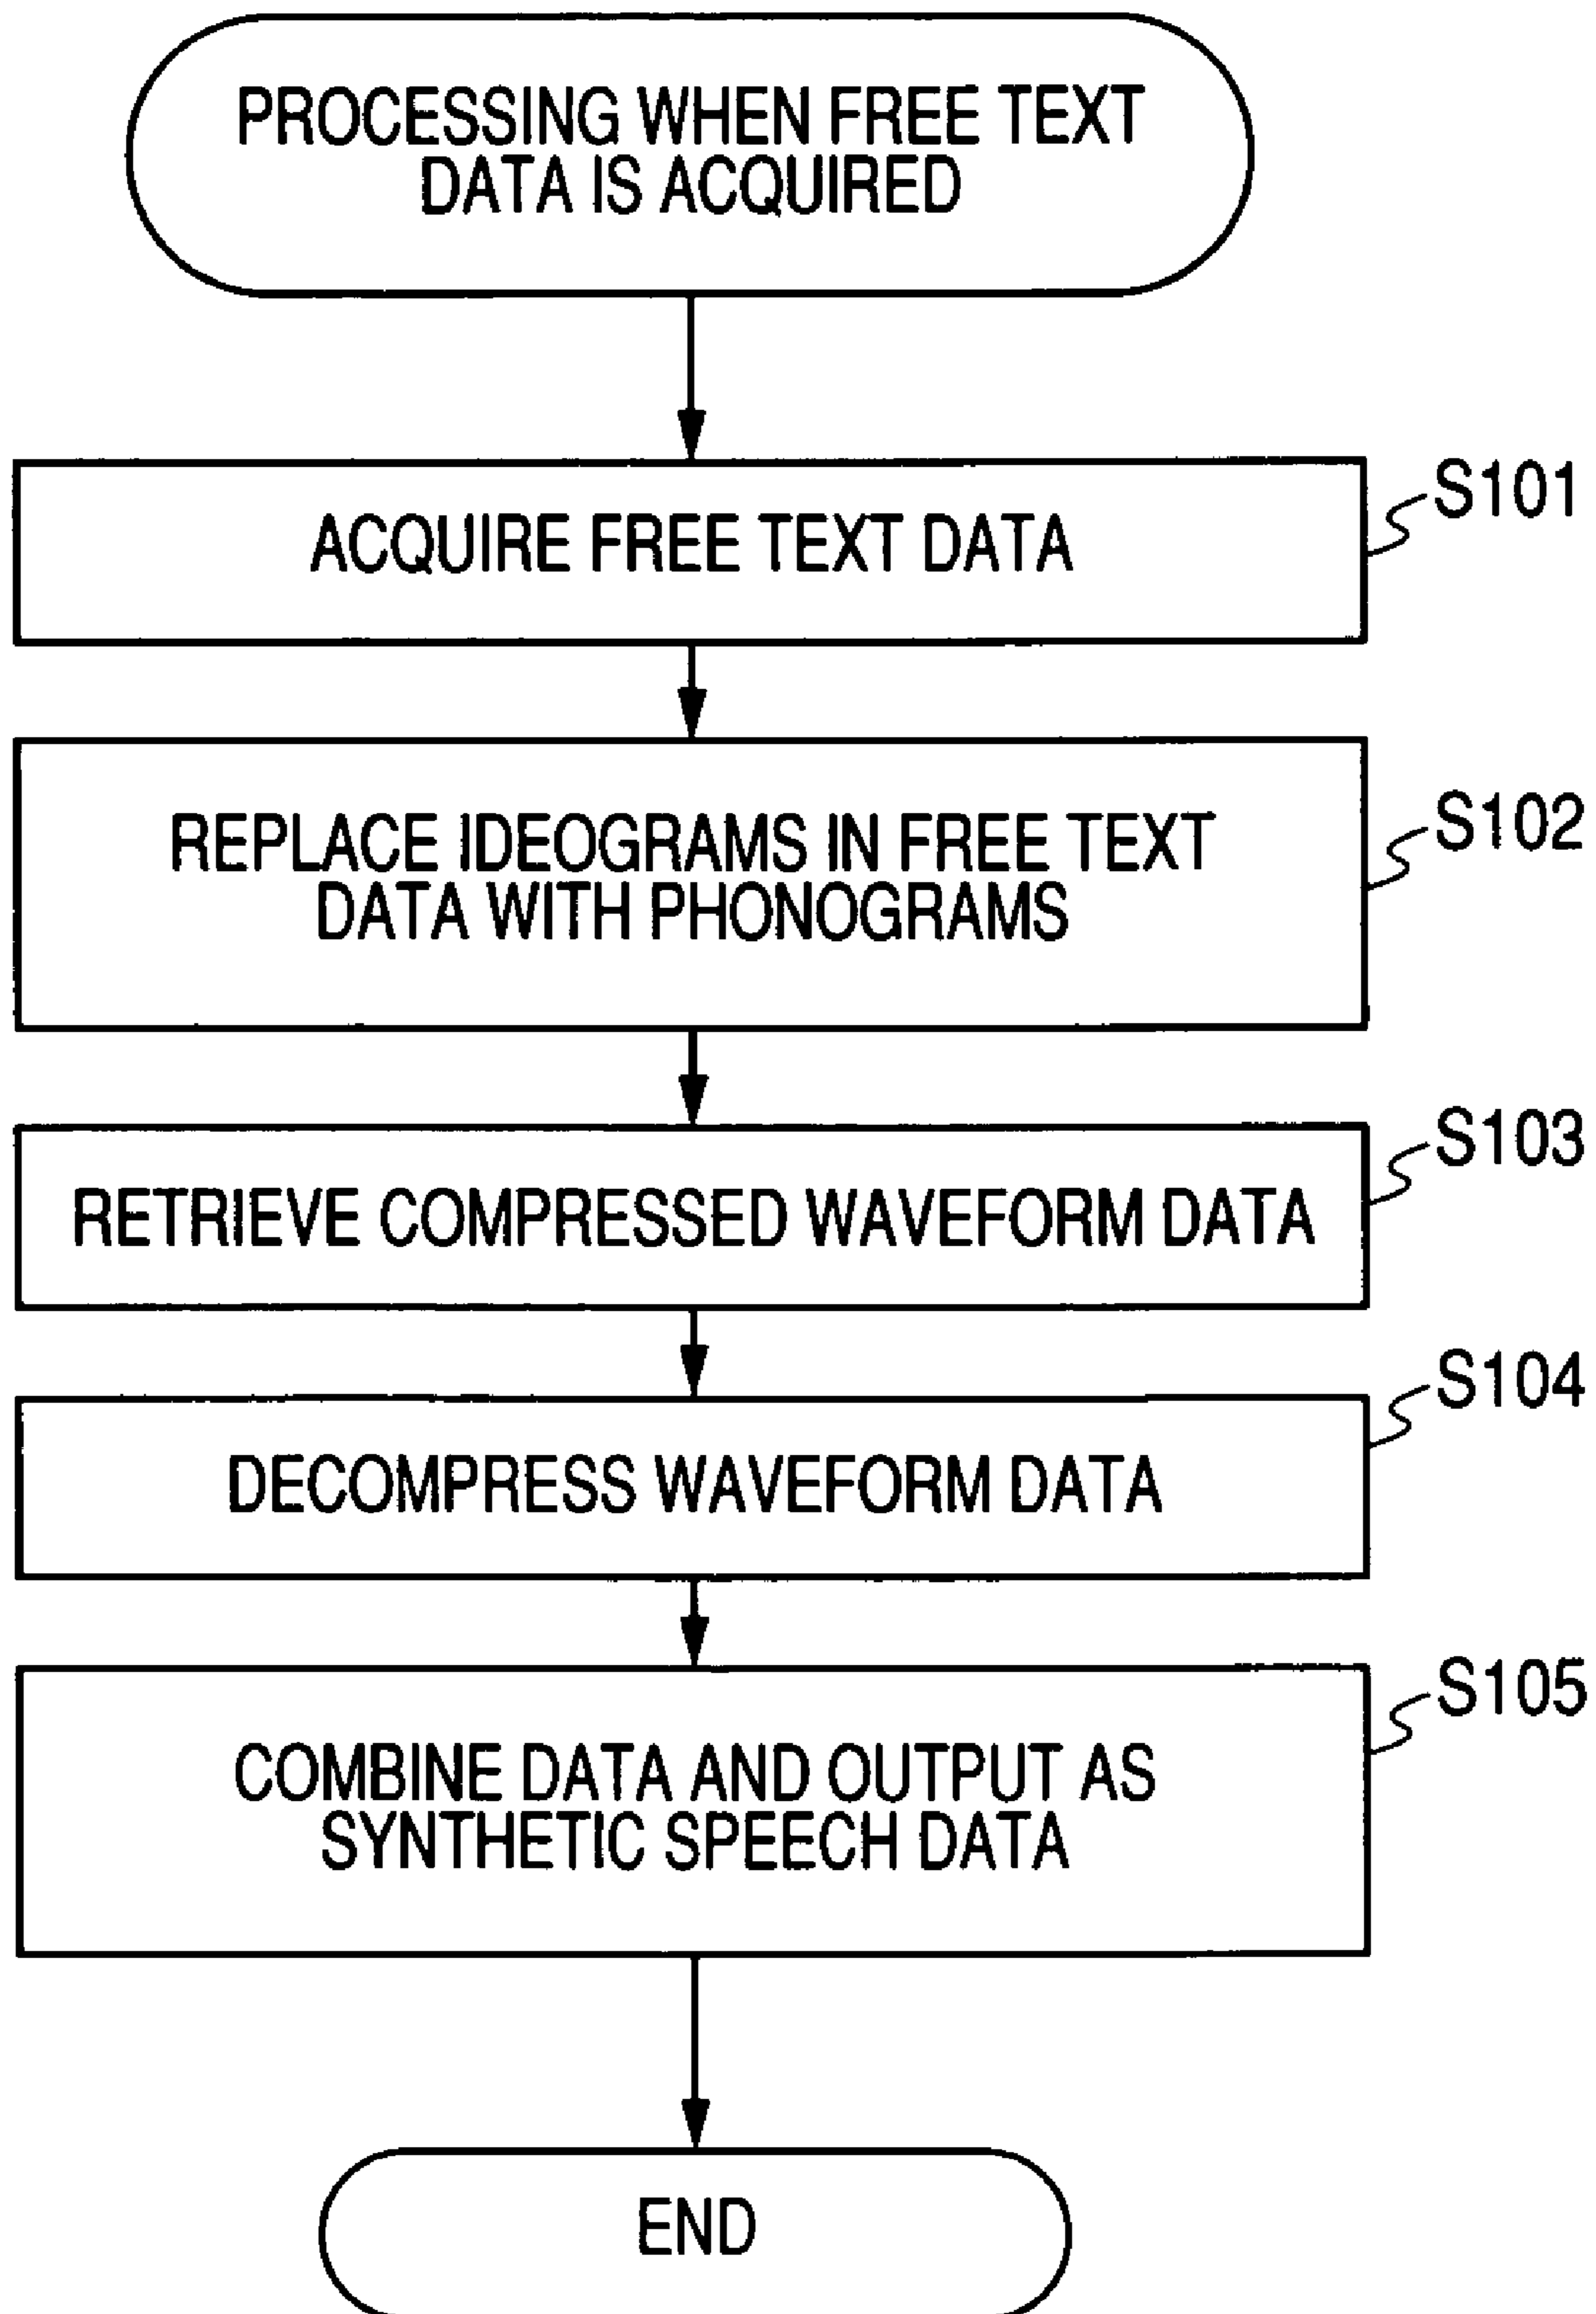 PROCESSING WHEN FREE TEXT
DATA IS ACQUIRED
ACQUIRE FREE TEXT DATA
S101
REPLACE IDEOGRAMS IN FREE TEXT
DATA WITH PHONOGRAMS
S102
RETRIEVE COMPRESSED WAVEFORM DATA
S103
DECOMPRESS WAVEFORM DATA
S104
COMBINE DATA AND OUTPUT AS
SYNTHETIC SPEECH DATA
S105
END